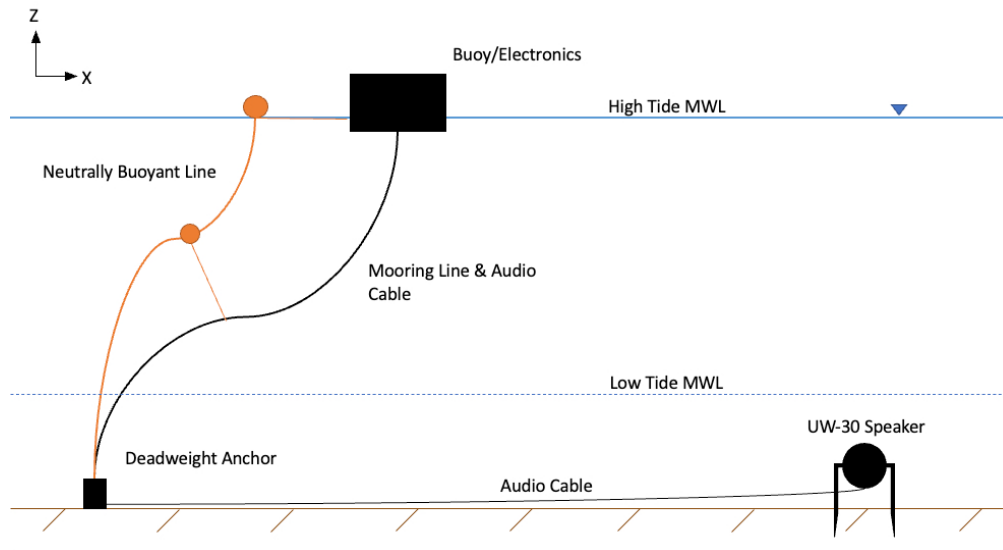 Z
X
Buoy/Electronics
High Tide MWL
Neutrally Buoyant Line
Mooring Line & Audio
Cable
Low Tide MWL
UW-30 Speaker
Deadweight Anchor
Audio Cable